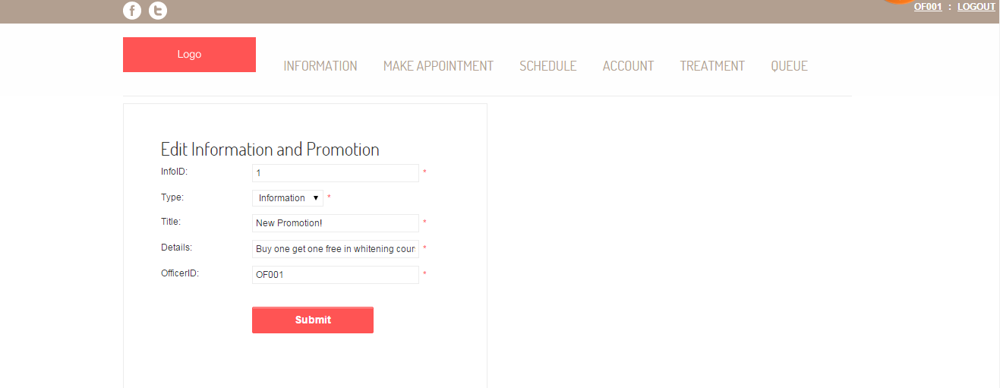 OF001 : LOGOUT
Logo
INFORMATION MAKE APPOINTMENT SCHEDULE ACCOUNT TREATMENT QUEUE
Edit Information and Promotion
InfoID: 1 *
Type: Information ▼ *
Title: New Promotion! *
Details: Buy one get one free in whitening cour *
OfficerID: OF001 *
Submit